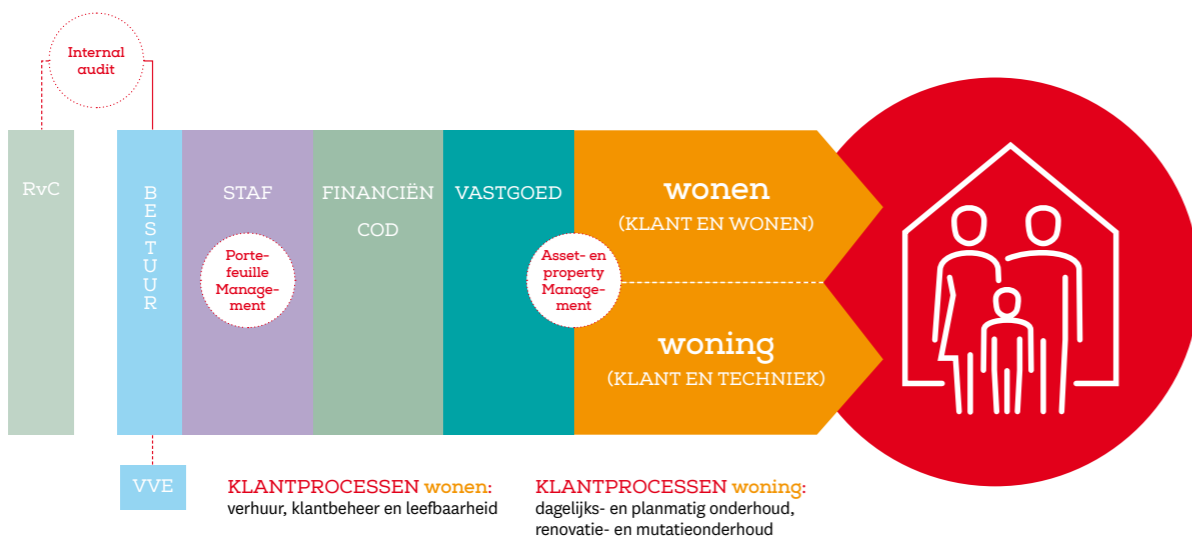 Internal
audit
RvC
BESTUUR
STAF
Porte-
feuille
Manage-
ment
FINANCIËN
COD
VASTGOED
Asset- en
property
Manage-
ment
wonen
(KLANT EN WONEN)
woning
(KLANT EN TECHNIEK)
VVE
KLANTPROCESSEN wonen:
verhuur, klantbeheer en leefbaarheid
KLANTPROCESSEN woning:
dagelijks- en planmatig onderhoud,
renovatie- en mutatieonderhoud